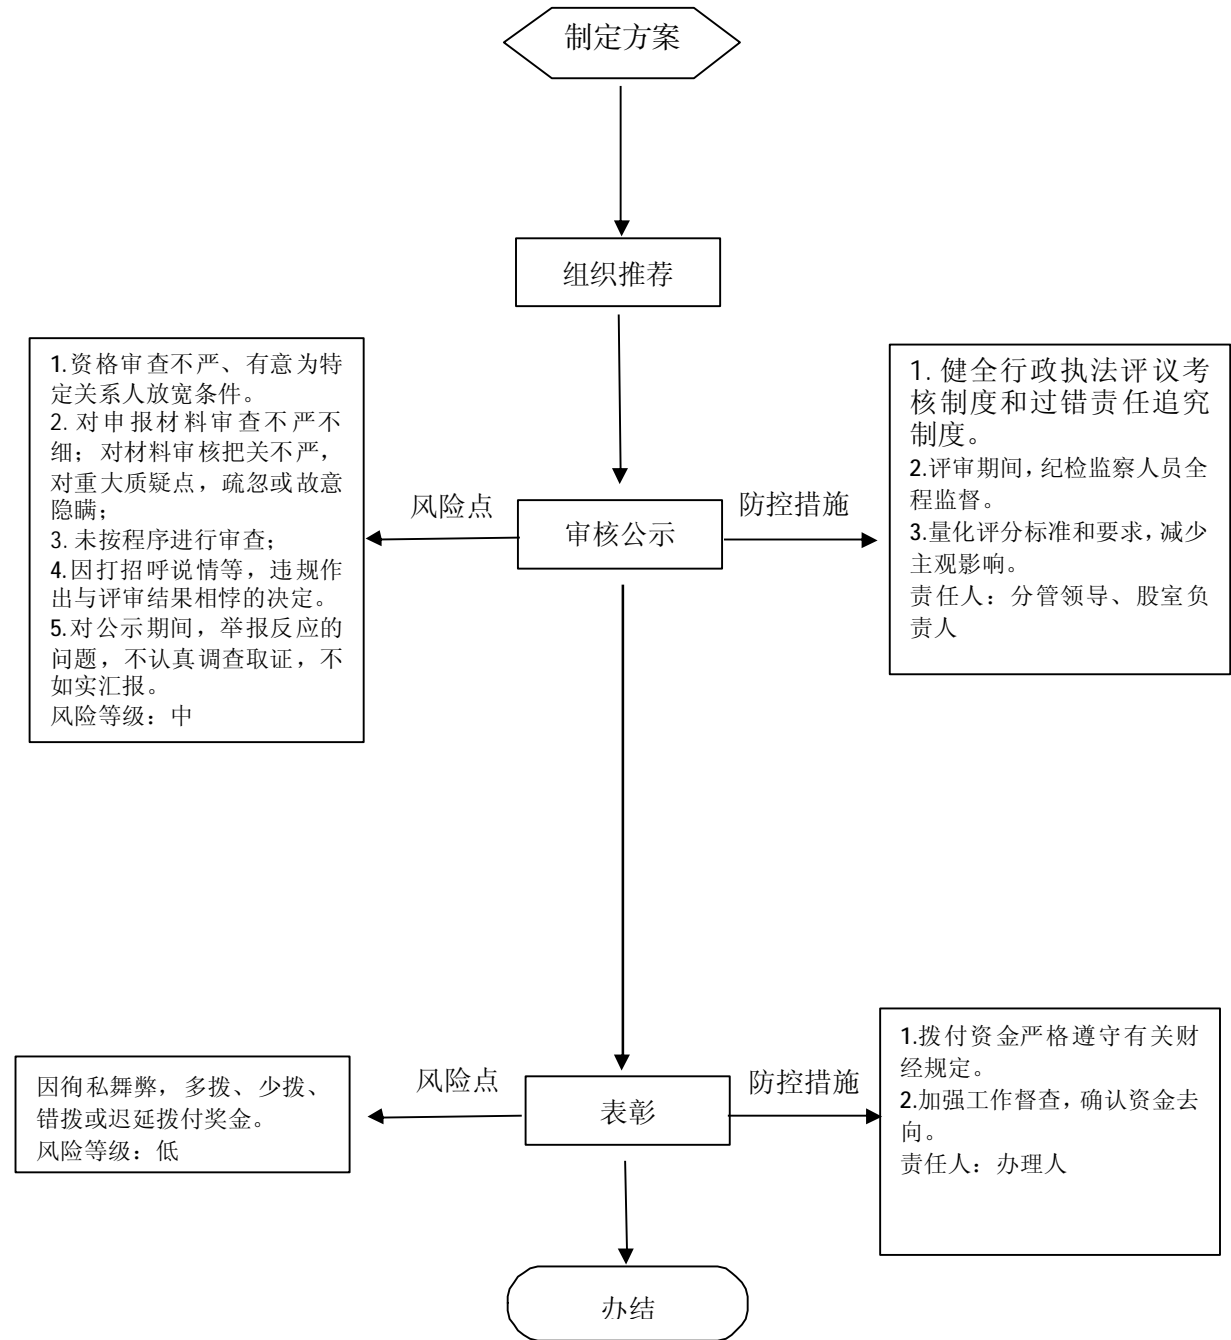 制定方案
组织推荐
1.资格审查不严、有意为特
定关系人放宽条件。
2. 对申报材料审查不严不
细；对材料审核把关不严，
对重大质疑点，疏忽或故意
隐瞒；
3. 未按程序进行审查；
4.因打招呼说情等，违规作
出与评审结果相悖的决定。
5.对公示期间，举报反应的
问题，不认真调查取证，不
如实汇报。
风险等级：中
风险点
审核公示
防控措施
1. 健全行政执法评议考
核制度和过错责任追究
制度。
2.评审期间，纪检监察人员全
程监督。
3.量化评分标准和要求，减少
主观影响。
责任人：分管领导、股室负
责人
因徇私舞弊，多拨、少拨、
错拨或迟延拨付奖金。
风险等级：低
风险点
表彰
防控措施
1.拨付资金严格遵守有关财
经规定。
2.加强工作督查，确认资金去
向。
责任人：办理人
办结